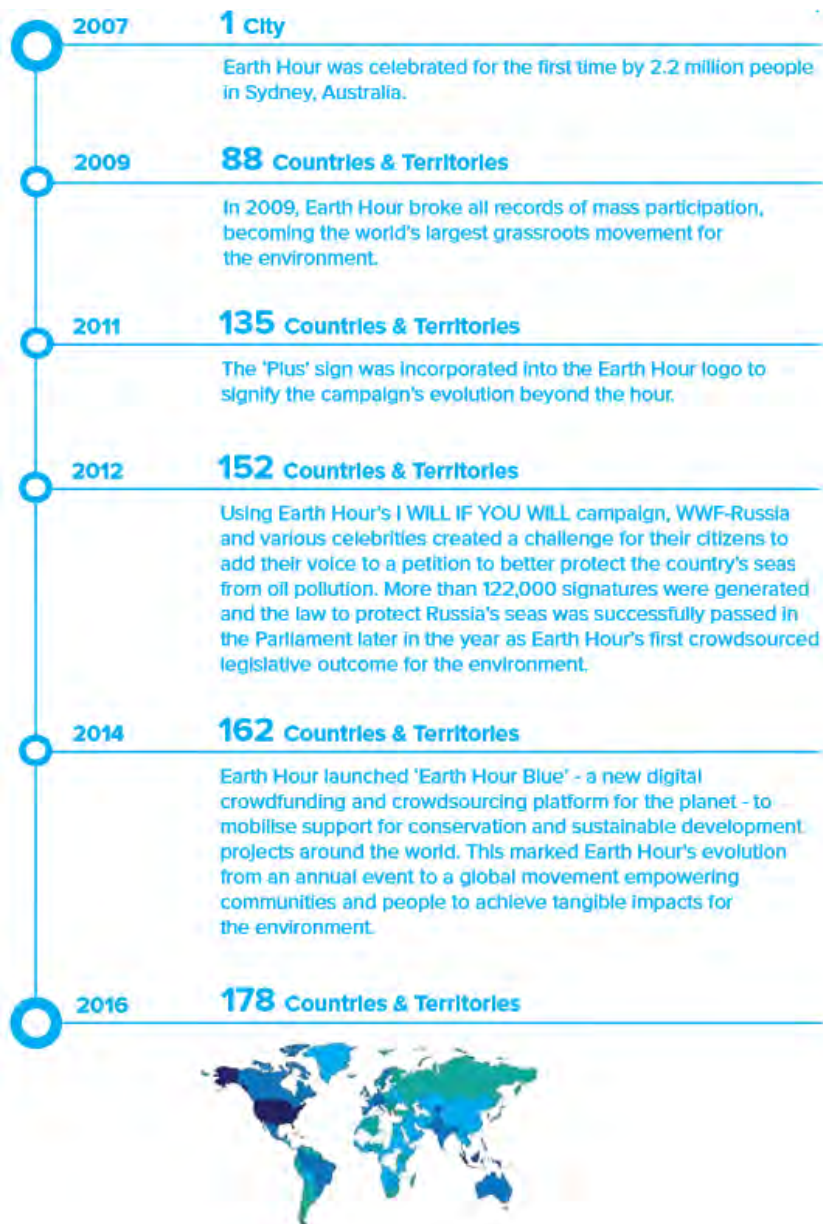 2007 1 City
Earth Hour was celebrated for the first time by 2.2 million people
in Sydney, Australia.
2009 88 Countries & Territories
In 2009, Earth Hour broke all records of mass participation,
becoming the world's largest grassroots movement for
the environment.
2011 135 Countries & Territories
The 'Plus' sign was incorporated into the Earth Hour logo to
signify the campaign's evolution beyond the hour.
2012 152 Countries & Territories
Using Earth Hour's I WILL IF YOU WILL campaign, WWF-Russia
and various celebrities created a challenge for their citizens to
add their voice to a petition to better protect the country's seas
from oil pollution. More than 122,000 signatures were generated
and the law to protect Russia's seas was successfully passed in
the Parliament later in the year as Earth Hour's first crowdsourced
legislative outcome for the environment.
2014 162 Countries & Territories
Earth Hour launched 'Earth Hour Blue' - a new digital
crowdfunding and crowdsourcing platform for the planet - to
mobilise support for conservation and sustainable development
projects around the world. This marked Earth Hour's evolution
from an annual event to a global movement empowering
communities and people to achieve tangible impacts for
the environment.
2016 178 Countries & Territories